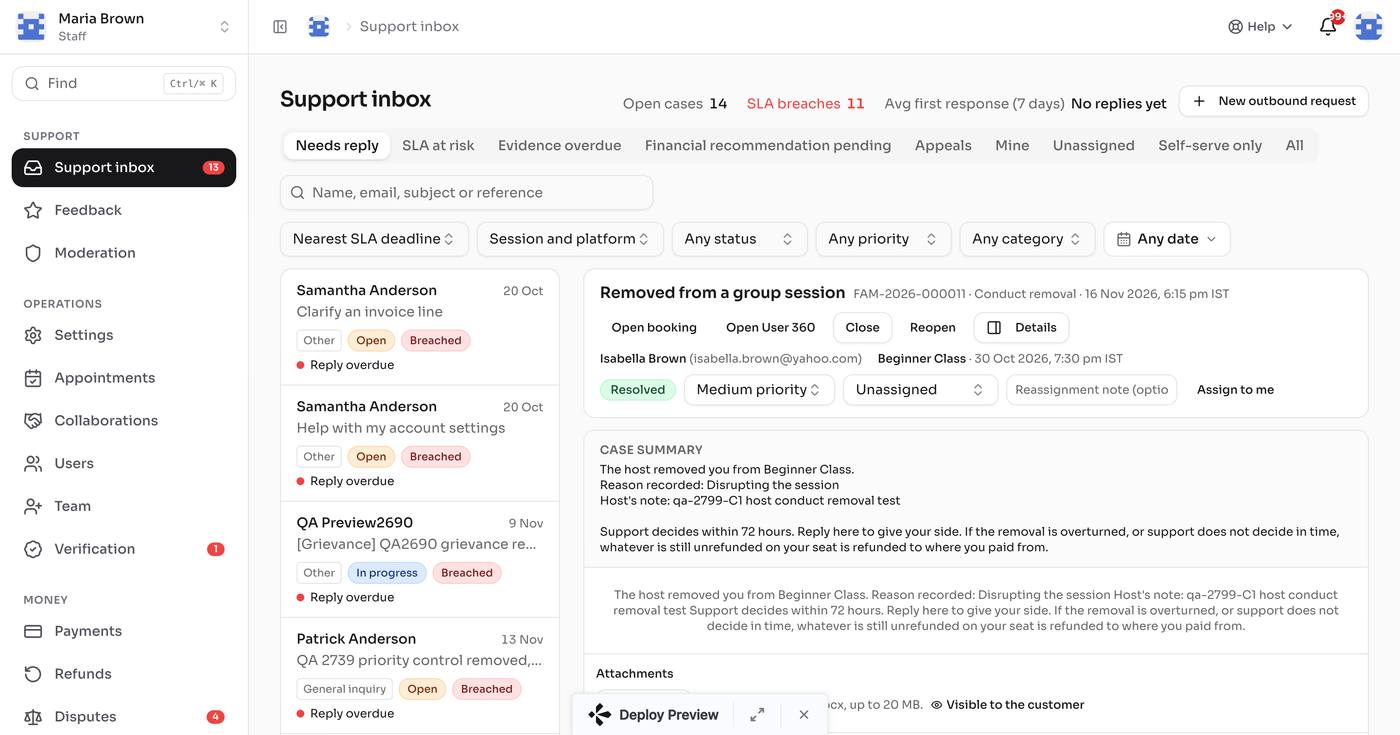 Maria Brown
Staff
Support inbox
Help
99+
Find
Ctrl/⌘ K
SUPPORT
Support inbox
13
Feedback
Moderation
OPERATIONS
Settings
Appointments
Collaborations
Users
Team
Verification
1
MONEY
Payments
Refunds
Disputes
4
Support inbox
Open cases 14 SLA breaches 11 Avg first response (7 days) No replies yet
New outbound request
Needs reply SLA at risk Evidence overdue Financial recommendation pending Appeals Mine Unassigned Self-serve only All
Name, email, subject or reference
Nearest SLA deadline Session and platform Any status Any priority Any category Any date
Samantha Anderson 20 Oct
Clarify an invoice line
Other Open Breached
Reply overdue
Samantha Anderson 20 Oct
Help with my account settings
Other Open Breached
Reply overdue
QA Preview2690 9 Nov
[Grievance] QA2690 grievance re...
Other In progress Breached
Reply overdue
Patrick Anderson 13 Nov
QA 2739 priority control removed,...
General inquiry Open Breached
Reply overdue
Removed from a group session FAM-2026-000011 · Conduct removal · 16 Nov 2026, 6:15 pm IST
Open booking Open User 360 Close Reopen Details
Isabella Brown (isabella.brown@yahoo.com) Beginner Class · 30 Oct 2026, 7:30 pm IST
Resolved Medium priority Unassigned Reassignment note (optio Assign to me
CASE SUMMARY
The host removed you from Beginner Class.
Reason recorded: Disrupting the session
Host's note: qa-2799-C1 host conduct removal test
Support decides within 72 hours. Reply here to give your side. If the removal is overturned, or support does not decide in time,
whatever is still unrefunded on your seat is refunded to where you paid from.
The host removed you from Beginner Class. Reason recorded: Disrupting the session Host's note: qa-2799-C1 host conduct
removal test Support decides within 72 hours. Reply here to give your side. If the removal is overturned, or support does not
decide in time, whatever is still unrefunded on your seat is refunded to where you paid from.
Attachments
ocx, up to 20 MB. Visible to the customer
Deploy Preview